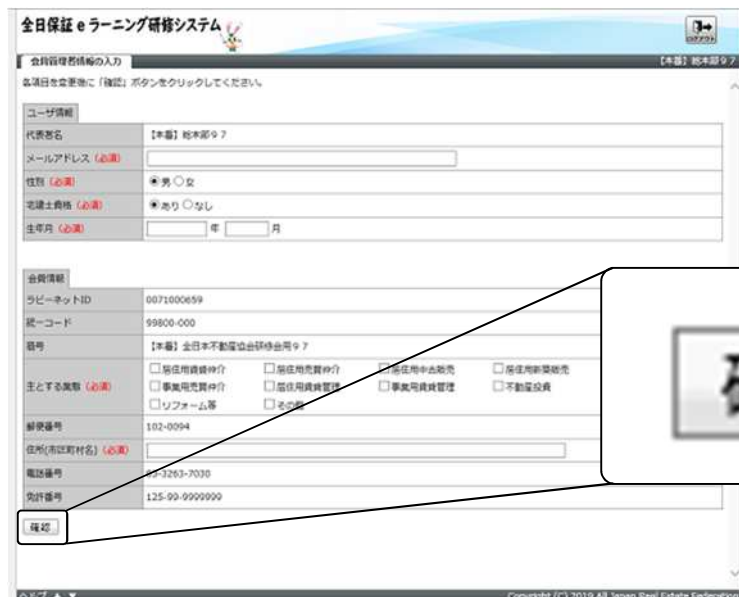 全日保証 e ラーニング研修システム
ログアウト
会員管理者情報の入力
【本番】総本部97
各項目を変更後に「確認」ボタンをクリックしてください。
ユーザ情報
代表者名 【本番】総本部97
メールアドレス (必須)
性別 (必須) 男 女
宅建士資格 (必須) あり なし
生年月 (必須) 年 月
会員情報
ラビーネットID 0071000659
統一コード 99800-000
商号 【本番】全日本不動産協会研修会用97
主とする業態 (必須) 居住用賃貸仲介 居住用売買仲介 居住用中古販売 居住用新築販売
事業用売買仲介 居住用賃貸管理 事業用賃貸管理 不動産投資
リフォーム等 その他
郵便番号 102-0094
住所(市区町村名) (必須)
電話番号 03-3263-7030
免許番号 125-99-9999999
確認
ヘルプ ▲ ▼
Copyright (C) 2019 All Japan Real Estate Federation